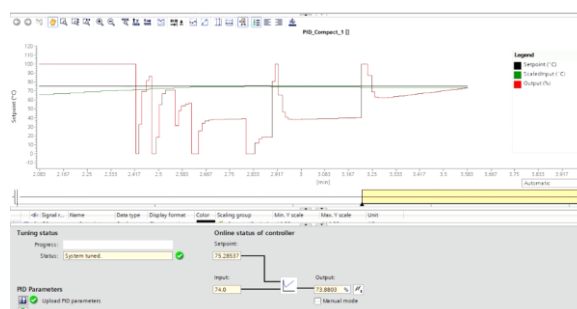 PID_Compact_1 []
Setpoint (°C)
120
110
100
90
80
70
60
50
40
30
20
10
0
-10
2.083
2.167
2.25
2.333
2.417
2.5
2.583
2.667
2.75
2.833
2.917
3
3.083
3.167
3.25
3.333
3.417
3.5
3.583
3.667
3.75
3.833
3.917
[min]
Legend
Setpoint (°C)
ScaledInput (°C)
Output (%)
Automatic
2.5
3
3.5
Signal r...
Name
Data type
Display format
Color
Scaling group
Min. Y scale
Max. Y scale
Unit
Tuning status
Progress:
Status:
System tuned.
PID Parameters
Upload PID parameters
Online status of controller
Setpoint:
75.28537
Input:
74.0
Output:
73.8803
%
Manual mode